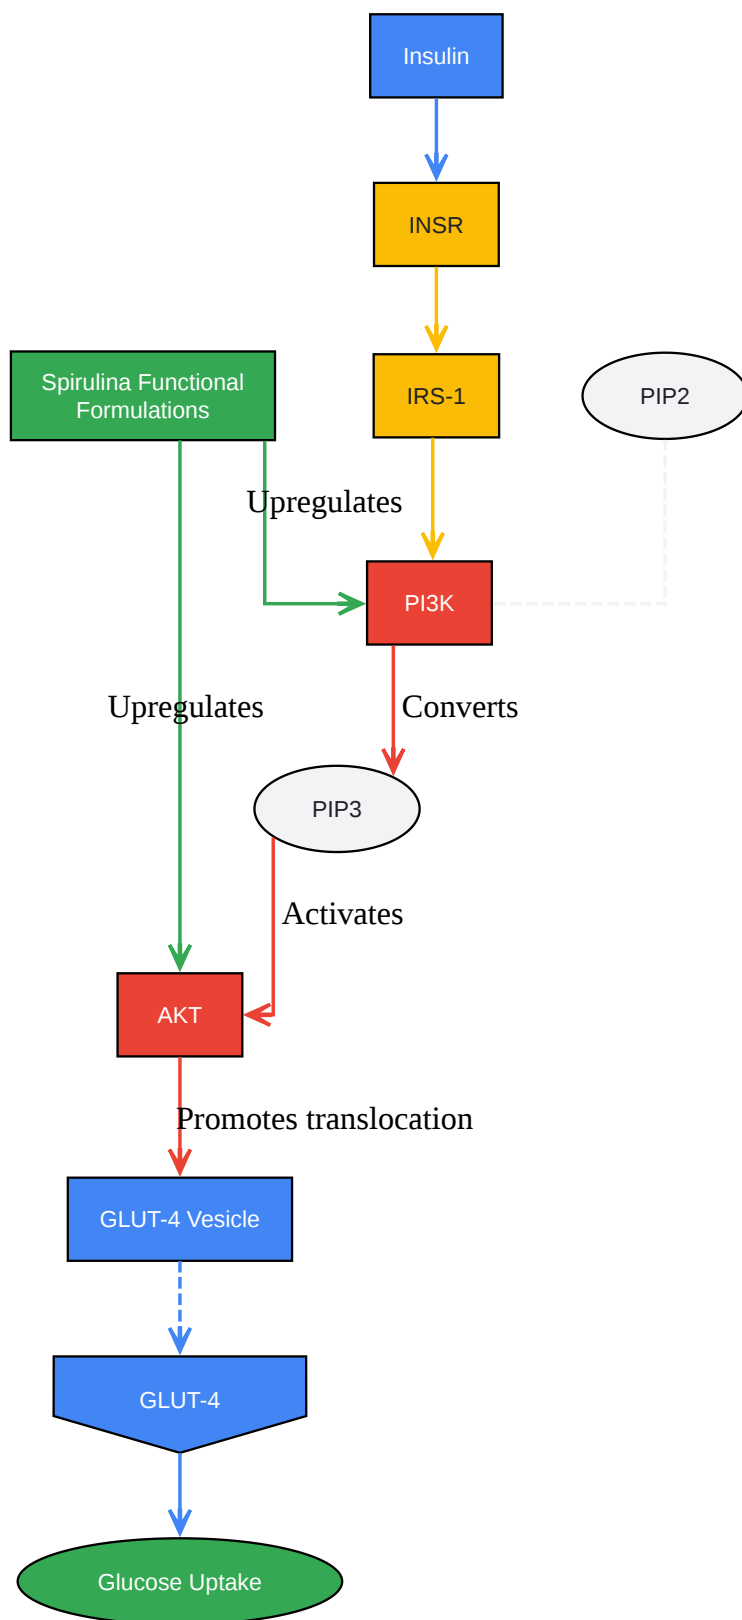 Insulin
INSR
Spirulina Functional
Formulations
IRS-1
PIP2
Upregulates
PI3K
Upregulates
Converts
PIP3
Activates
AKT
Promotes translocation
GLUT-4 Vesicle
GLUT-4
Glucose Uptake